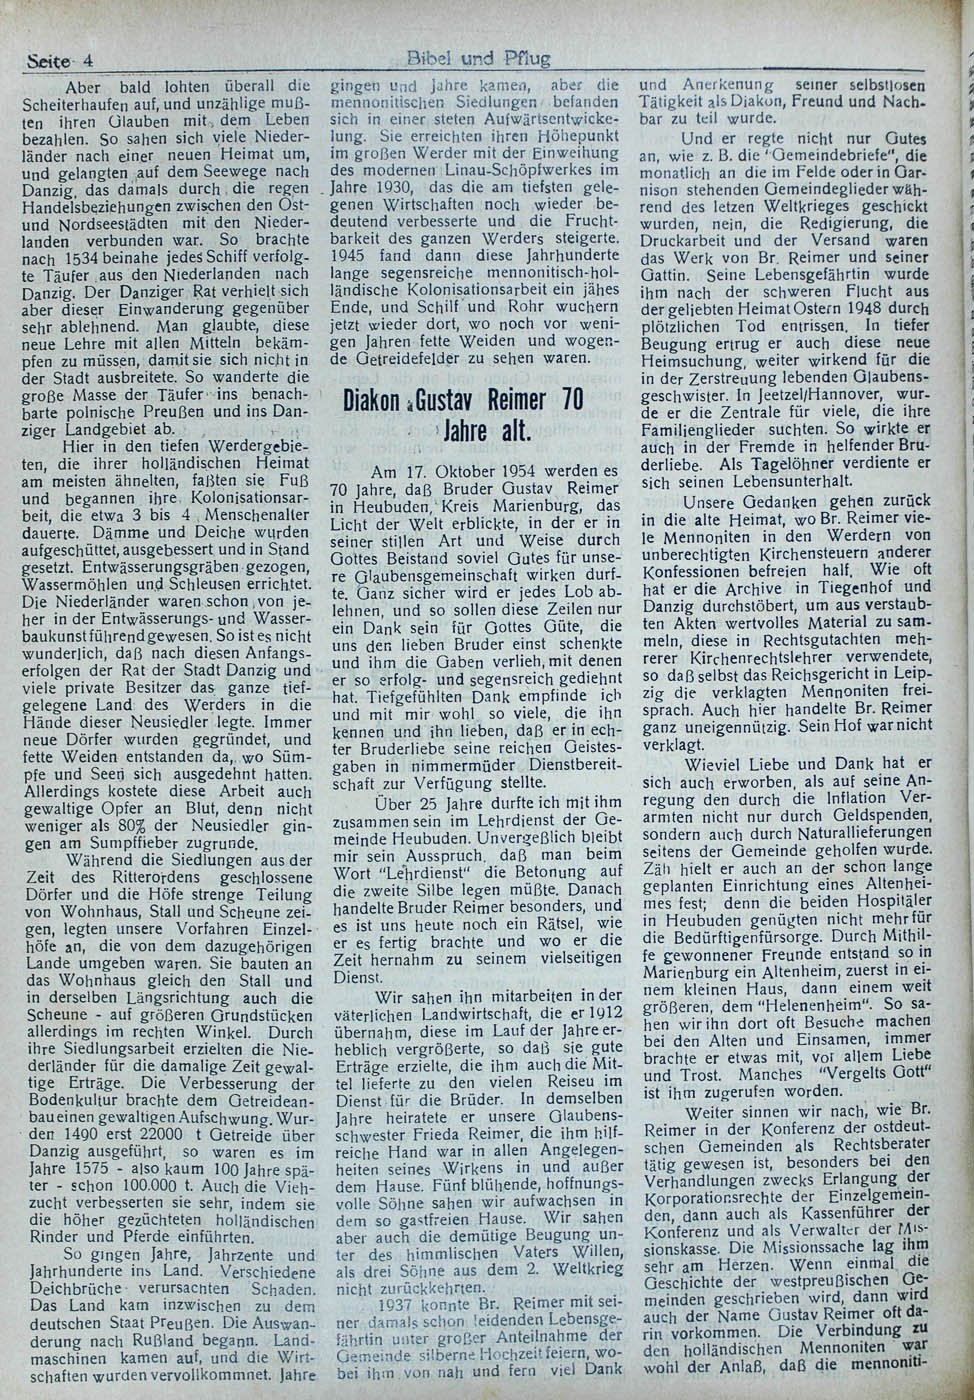 Seite 4
Bibel und Pflug
Aber bald lohten überall die
Scheiterhaufen auf, und unzählige muß-
ten ihren Glauben mit dem Leben
bezahlen. So sahen sich viele Nieder-
länder nach einer neuen Heimat um,
und gelangten auf dem Seewege nach
Danzig, das damals durch die regen
Handelsbeziehungen zwischen den Ost-
und Nordseestädten mit den Nieder-
landen verbunden war. So brachte
nach 1534 beinahe jedes Schiff verfolg-
te Täufer aus den Niederlanden nach
Danzig. Der Danziger Rat verhielt sich
aber dieser Einwanderung gegenüber
sehr ablehnend. Man glaubte, diese
neue Lehre mit allen Mitteln bekäm-
pfen zu müssen, damit sie sich nicht in
der Stadt ausbreitete. So wanderte die
große Masse der Täufer ins benach-
barte polnische Preußen und ins Dan-
ziger Landgebiet ab.
Hier in den tiefen Werdergebie-
ten, die ihrer holländischen Heimat
am meisten ähnelten, faßten sie Fuß
und begannen ihre Kolonisationsar-
beit, die etwa 3 bis 4 Menschenalter
dauerte. Dämme und Deiche wurden
aufgeschüttet, ausgebessert und in Stand
gesetzt. Entwässerungsgräben gezogen,
Wassermöhlen und Schleusen errichtet.
Die Niederländer waren schon von je-
her in der Entwässerungs- und Wasser-
baukunst führend gewesen. So ist es nicht
wunderlich, daß nach diesen Anfangs-
erfolgen der Rat der Stadt Danzig und
viele private Besitzer das ganze tief-
gelegene Land des Werders in die
Hände dieser Neusiedler legte. Immer
neue Dörfer wurden gegründet, und
fette Weiden entstanden da, wo Süm-
pfe und Seen sich ausgedehnt hatten.
Allerdings kostete diese Arbeit auch
gewaltige Opfer an Blut, denn nicht
weniger als 80% der Neusiedler gin-
gen am Sumpffieber zugrunde.
Während die Siedlungen aus der
Zeit des Ritterordens geschlossene
Dörfer und die Höfe strenge Teilung
von Wohnhaus, Stall und Scheune zei-
gen, legten unsere Vorfahren Einzel-
höfe an, die von dem dazugehörigen
Lande umgeben waren. Sie bauten an
das Wohnhaus gleich den Stall und
in derselben Längsrichtung auch die
Scheune - auf größeren Grundstücken
allerdings im rechten Winkel. Durch
ihre Siedlungsarbeit erzielten die Nie-
derländer für die damalige Zeit gewal-
tige Erträge. Die Verbesserung der
Bodenkultur brachte dem Getreidean-
bau einen gewaltigen Aufschwung. Wur-
den 1490 erst 22000 t Getreide über
Danzig ausgeführt, so waren es im
Jahre 1575 - also kaum 100 Jahre spä-
ter - schon 100.000 t. Auch die Vieh-
zucht verbesserten sie sehr, indem sie
die höher gezüchteten holländischen
Rinder und Pferde einführten.
So gingen Jahre, Jahrzente und
Jahrhunderte ins Land. Verschiedene
Deichbrüche verursachten Schaden.
Das Land kam inzwischen zu dem
deutschen Staat Preußen. Die Auswan-
derung nach Rußland begann. Land-
maschinen kamen auf, und die Wirt-
schaften wurden vervollkommnet. Jahre
gingen und Jahre kamen, aber die
mennonitischen Siedlungen befanden
sich in einer steten Aufwärtsentwicke-
lung. Sie erreichten ihren Höhepunkt
im großen Werder mit der Einweihung
des modernen Linau-Schöpfwerkes im
Jahre 1930, das die am tiefsten gele-
genen Wirtschaften noch wieder be-
deutend verbesserte und die Frucht-
barkeit des ganzen Werders steigerte.
1945 fand dann diese Jahrhunderte
lange segensreiche mennonitisch-hol-
ländische Kolonisationsarbeit ein jähes
Ende, und Schilf und Rohr wuchern
jetzt wieder dort, wo noch vor weni-
gen Jahren fette Weiden und wogen-
de Getreidefelder zu sehen waren.
Diakon Gustav Reimer 70
Jahre alt.
Am 17. Oktober 1954 werden es
70 Jahre, daß Bruder Gustav Reimer
in Heubuden, Kreis Marienburg, das
Licht der Welt erblickte, in der er in
seiner stillen Art und Weise durch
Gottes Beistand soviel Gutes für unse-
re Glaubensgemeinschaft wirken durf-
te. Ganz sicher wird er jedes Lob ab-
lehnen, und so sollen diese Zeilen nur
ein Dank sein für Gottes Güte, die
uns den lieben Bruder einst schenkte
und ihm die Gaben verlieh, mit denen
er so erfolg- und segensreich gedient
hat. Tiefgefühlten Dank empfinde ich
und mit mir wohl so viele, die ihn
kennen und ihn lieben, daß er in ech-
ter Bruderliebe seine reichen Geistes-
gaben in nimmermüder Dienstbereit-
schaft zur Verfügung stellte.
Über 25 Jahre durfte ich mit ihm
zusammen sein im Lehrdienst der Ge-
meinde Heubuden. Unvergeßlich bleibt
mir sein Ausspruch, daß man beim
Wort "Lehrdienst" die Betonung auf
die zweite Silbe legen müßte. Danach
handelte Bruder Reimer besonders, und
es ist uns heute noch ein Rätsel, wie
er es fertig brachte und wo er die
Zeit hernahm zu seinem vielseitigen
Dienst.
Wir sahen ihn mitarbeiten in der
väterlichen Landwirtschaft, die er 1912
übernahm, diese im Lauf der Jahre er-
heblich vergrößerte, so daß sie gute
Erträge erzielte, die ihm auch die Mit-
tel lieferte zu den vielen Reiseu im
Dienst für die Brüder. In demselben
Jahre heiratete er unsere Glaubens-
schwester Frieda Reimer, die ihm hilf-
reiche Hand war in allen Angelegen-
heiten seines Wirkens in und außer
dem Hause. Fünf blühende, hoffnungs-
volle Söhne sahen wir aufwachsen in
dem so gastfreien Hause. Wir sahen
aber auch die demütige Beugung un-
ter des himmlischen Vaters Willen,
als drei Söhne aus dem 2. Weltkrieg
nicht zurückkehrten.
1937 konnte Br. Reimer mit sei-
ner damals schon leidenden Lebensge-
fährtin unter großer Anteilnahme der
Gemeinde silberne Hochzeit feiern, wo-
bei ihm von nah und fern viel Dank
und Anerkenung seiner selbstlosen
Tätigkeit als Diakon, Freund und Nach-
bar zu teil wurde.
Und er regte nicht nur Gutes
an, wie z. B. die "Gemeindebriefe", die
monatlich an die im Felde oder in Gar-
nison stehenden Gemeindeglieder wäh-
rend des letzen Weltkrieges geschickt
wurden, nein, die Redigierung, die
Druckarbeit und der Versand waren
das Werk von Br. Reimer und seiner
Gattin. Seine Lebensgefährtin wurde
ihm nach der schweren Flucht aus
der geliebten Heimat Ostern 1948 durch
plötzlichen Tod entrissen. In tiefer
Beugung ertrug er auch diese neue
Heimsuchung, weiter wirkend für die
in der Zerstreuung lebenden Glaubens-
geschwister. In Jeetzel/Hannover, wur-
de er die Zentrale für viele, die ihre
Familienglieder suchten. So wirkte er
auch in der Fremde in helfender Bru-
derliebe. Als Tagelöhner verdiente er
sich seinen Lebensunterhalt.
Unsere Gedanken gehen zurück
in die alte Heimat, wo Br. Reimer vie-
le Mennoniten in den Werdern von
unberechtigten Kirchensteuern anderer
Konfessionen befreien half. Wie oft
hat er die Archive in Tiegenhof und
Danzig durchstöbert, um aus verstaub-
ten Akten wertvolles Material zu sam-
meln, diese in Rechtsgutachten meh-
rerer Kirchenrechtslehrer verwendete,
so daß selbst das Reichsgericht in Leip-
zig die verklagten Mennoniten frei-
sprach. Auch hier handelte Br. Reimer
ganz uneigennützig. Sein Hof war nicht
verklagt.
Wieviel Liebe und Dank hat er
sich auch erworben, als auf seine An-
regung den durch die Inflation Ver-
armten nicht nur durch Geldspenden,
sondern auch durch Naturallieferungen
seitens der Gemeinde geholfen wurde.
Zäh hielt er auch an der schon lange
geplanten Einrichtung eines Altenhei-
mes fest; denn die beiden Hospitäler
in Heubuden genügten nicht mehr für
die Bedürftigenfürsorge. Durch Mithil-
fe gewonnener Freunde entstand so in
Marienburg ein Altenheim, zuerst in ei-
nem kleinen Haus, dann einem weit
größeren, dem "Helenenheim". So sa-
hen wir ihn dort oft Besuche machen
bei den Alten und Einsamen, immer
brachte er etwas mit, vor allem Liebe
und Trost. Manches "Vergelts Gott"
ist ihm zugerufen worden.
Weiter sinnen wir nach, wie Br.
Reimer in der Konferenz der ostdeut-
schen Gemeinden als Rechtsberater
tätig gewesen ist, besonders bei den
Verhandlungen zwecks Erlangung der
Korporationsrechte der Einzelgemein-
den, dann auch als Kassenführer der
Konferenz und als Verwalter der Mis-
sionskasse. Die Missionssache lag ihm
sehr am Herzen. Wenn einmal die
Geschichte der westpreußischen Ge-
meinden geschrieben wird, dann wird
auch der Name Gustav Reimer oft da-
rin vorkommen. Die Verbindung zu
den holländischen Mennoniten war
wohl der Anlaß, daß die mennoniti-